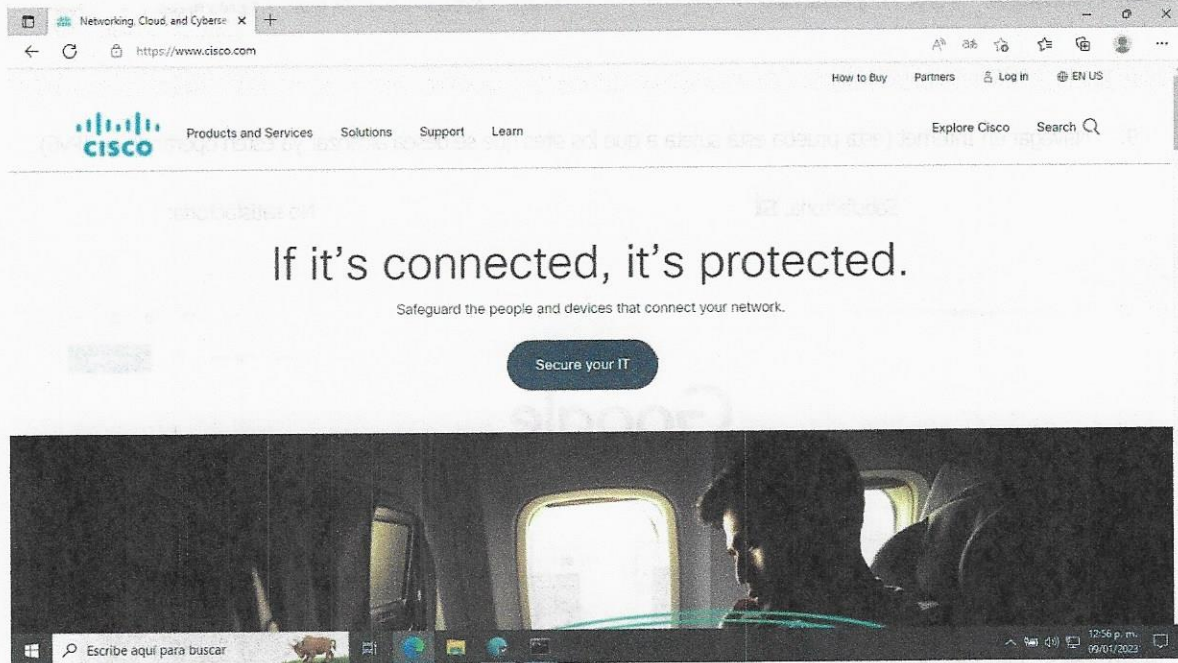 Networking, Cloud, and Cyberse
https://www.cisco.com
How to Buy Partners Log in EN US
CISCO Products and Services Solutions Support Learn Explore Cisco Search
If it's connected, it's protected.
Safeguard the people and devices that connect your network.
Secure your IT
Google
Escribe aquí para buscar
12:56 p. m.
09/01/2023